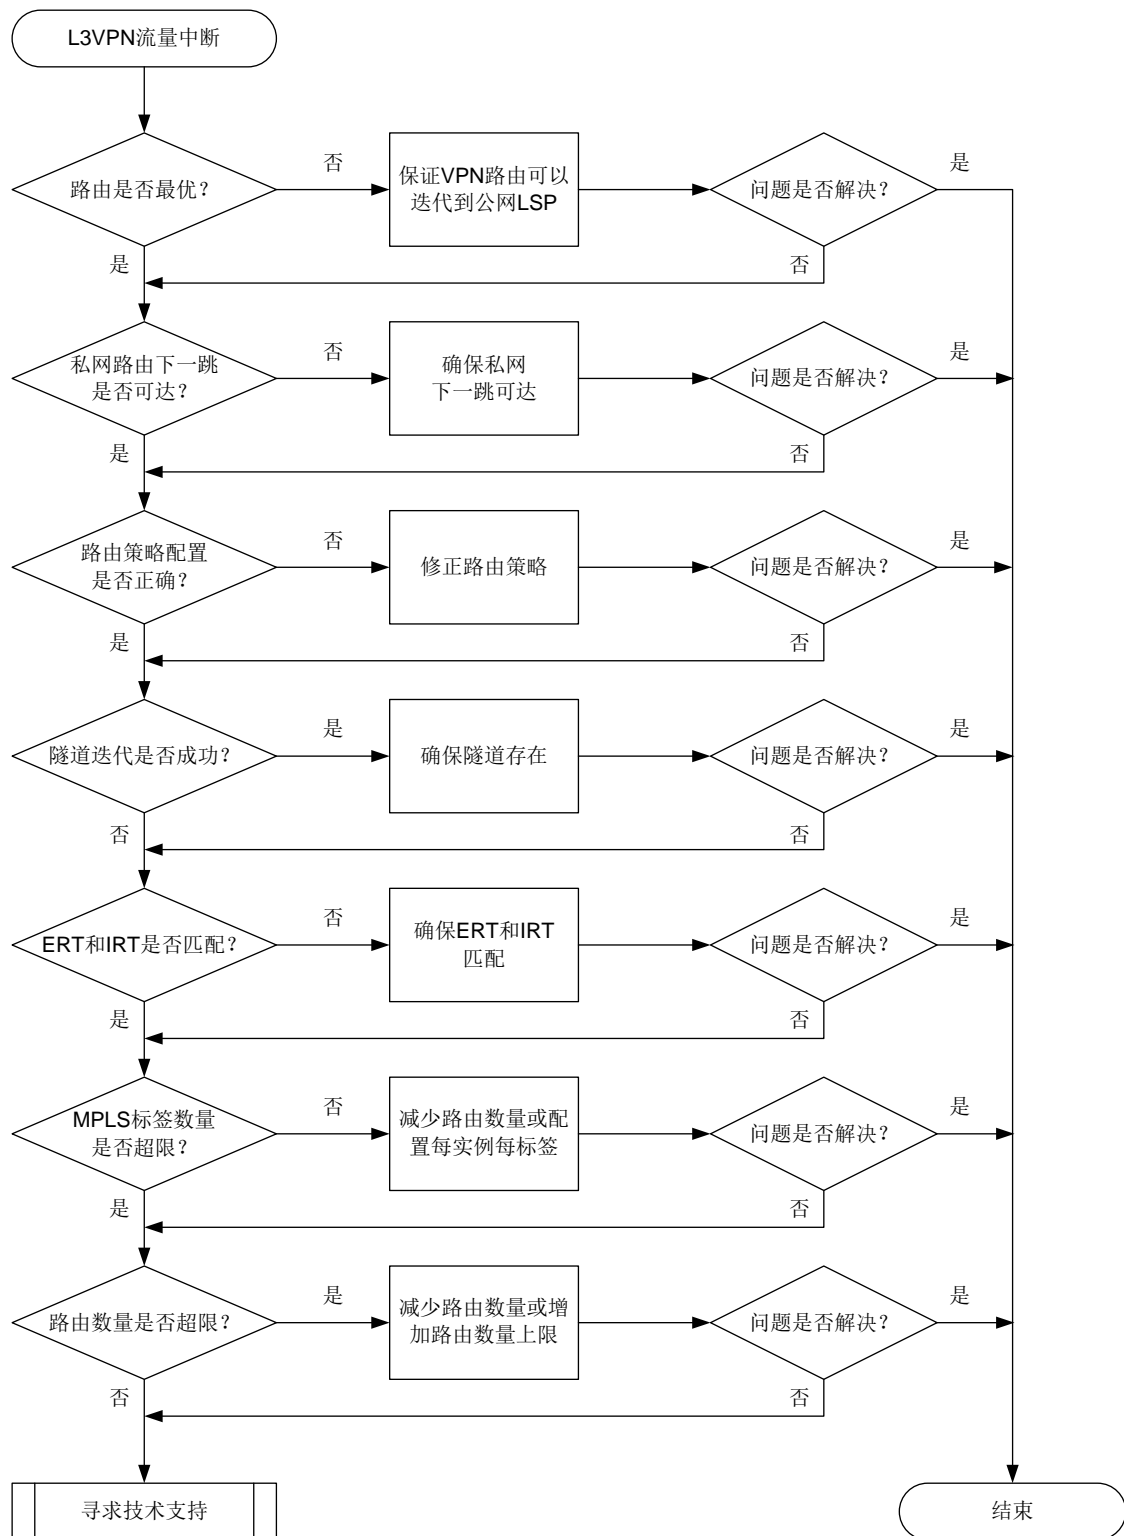 L3VPN流量中断
路由是否最优？
否
保证VPN路由可以
迭代到公网LSP
问题是否解决？
是
是
否
私网路由下一跳
是否可达？
否
确保私网
下一跳可达
问题是否解决？
是
是
否
路由策略配置
是否正确？
否
修正路由策略
问题是否解决？
是
是
否
隧道迭代是否成功？
是
确保隧道存在
问题是否解决？
是
否
否
ERT和IRT是否匹配？
否
确保ERT和IRT
匹配
问题是否解决？
是
是
否
MPLS标签数量
是否超限？
否
减少路由数量或配
置每实例每标签
问题是否解决？
是
是
否
路由数量是否超限？
是
减少路由数量或增
加路由数量上限
问题是否解决？
是
否
否
寻求技术支持
结束